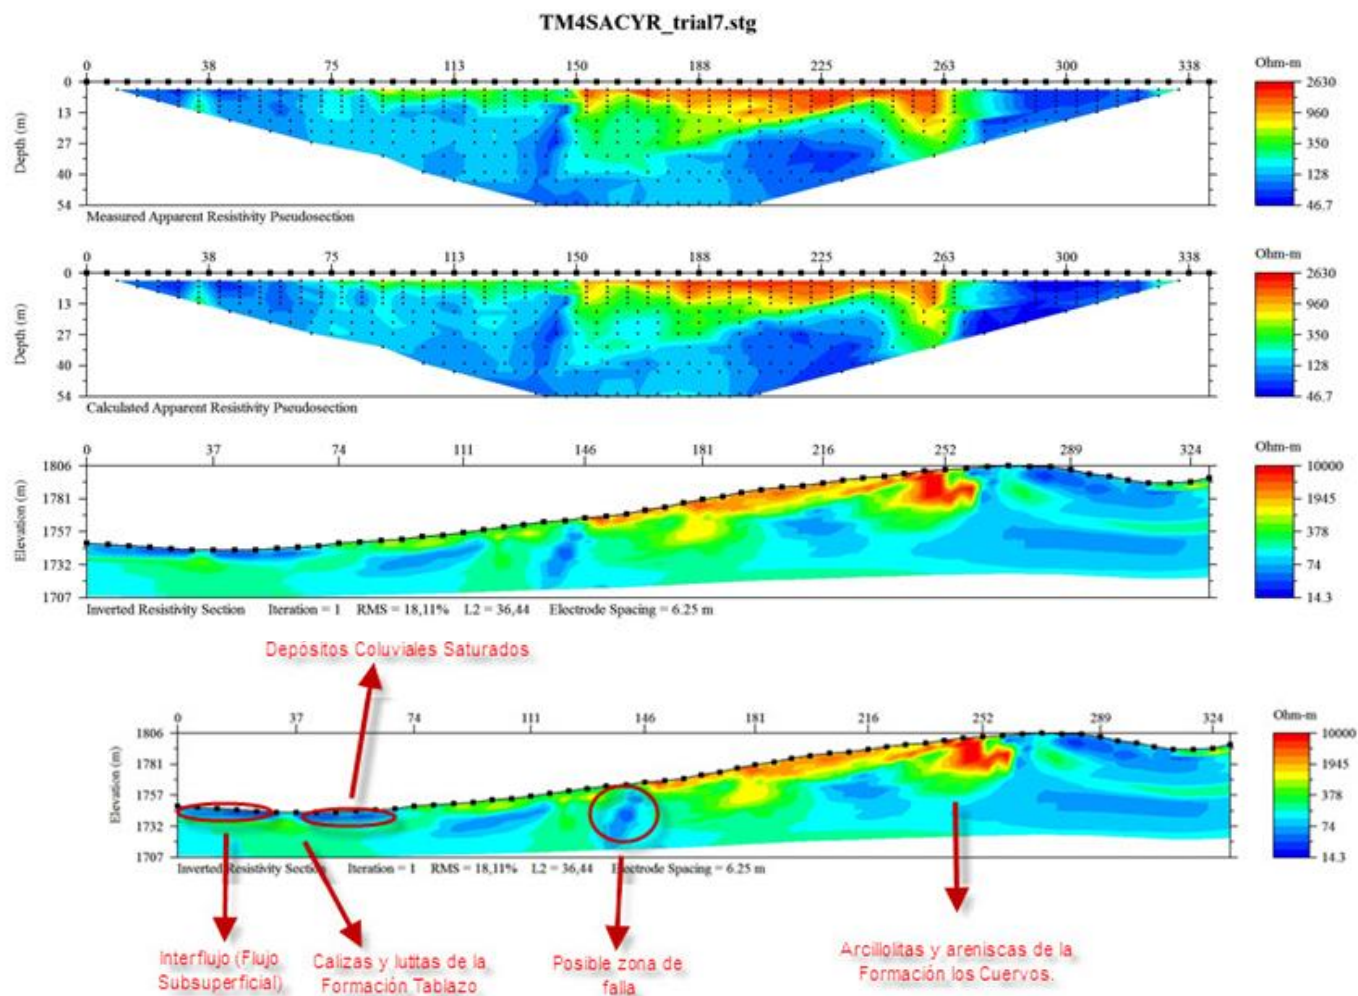 TM4SACYR_trial7.stg
0 38 75 113 150 188 225 263 300 338
Ohm-m
Depth (m)
0
13
27
40
54
2630
960
350
128
46.7
Measured Apparent Resistivity Pseudosection
0 38 75 113 150 188 225 263 300 338
Ohm-m
Depth (m)
0
13
27
40
54
2630
960
350
128
46.7
Calculated Apparent Resistivity Pseudosection
0 37 74 111 146 181 216 252 289 324
Ohm-m
Elevation (m)
1806
1781
1757
1732
1707
10000
1945
378
74
14.3
Inverted Resistivity Section Iteration = 1 RMS = 18,11% L2 = 36,44 Electrode Spacing = 6.25 m
Depósitos Coluviales Saturados
0 37 74 111 146 181 216 252 289 324
Ohm-m
Elevation (m)
1806
1781
1757
1732
1707
10000
1945
378
74
14.3
Inverted Resistivity Section Iteration = 1 RMS = 18,11% L2 = 36,44 Electrode Spacing = 6.25 m
Interflujo (Flujo
Subsuperficial)
Calizas y lutitas de la
Formación Tablazo
Posible zona de
falla
Arcillolitas y areniscas de la
Formación los Cuervos.